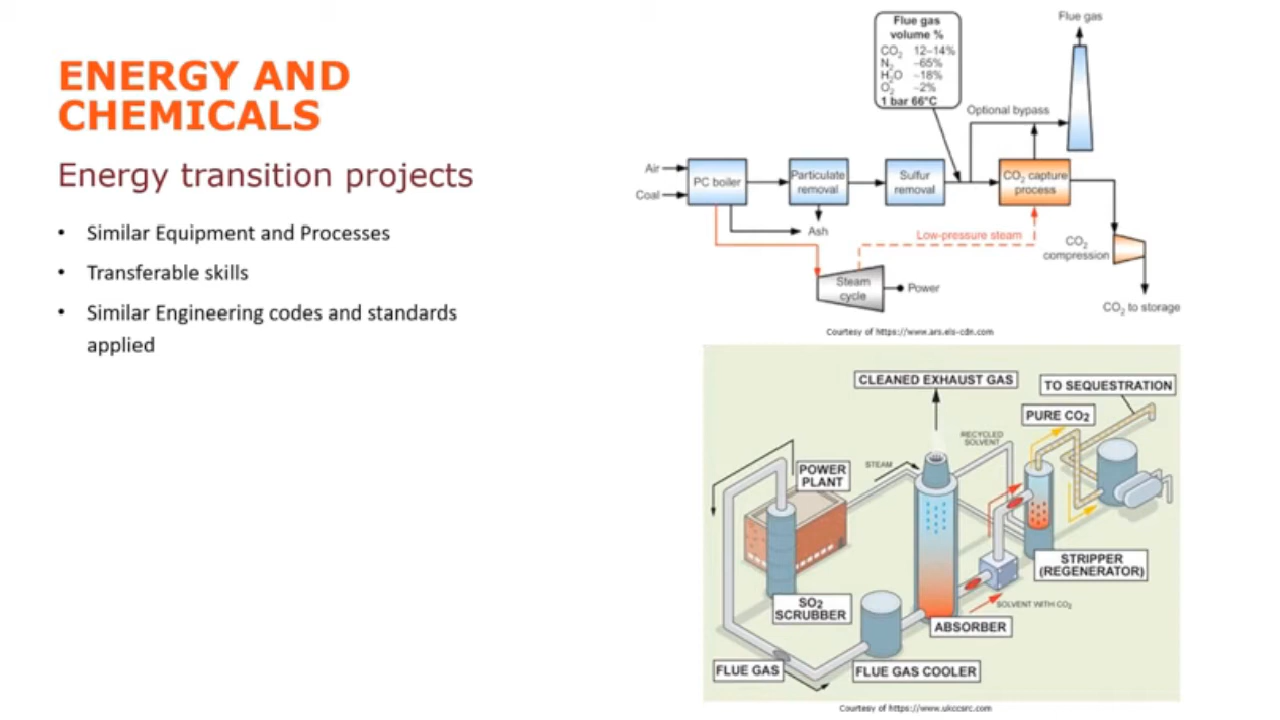 ENERGY AND
CHEMICALS
Energy transition projects
• Similar Equipment and Processes
• Transferable skills
• Similar Engineering codes and standards
applied
Flue gas
volume %
CO₂ 12–14%
N₂ ~65%
H₂O ~18%
O₂ ~2%
1 bar 66°C
Flue gas
Optional bypass
Air
Coal
PC boiler
Particulate
removal
Sulfur
removal
CO₂ capture
process
Ash
Low-pressure steam
CO₂
compression
Steam
cycle
Power
CO₂ to storage
Courtesy of https://www.ars.els-cdn.com
CLEANED EXHAUST GAS
TO SEQUESTRATION
PURE CO₂
RECYCLED
SOLVENT
STEAM
POWER
PLANT
STRIPPER
(REGENERATOR)
SO₂
SCRUBBER
SOLVENT WITH CO₂
ABSORBER
FLUE GAS
FLUE GAS COOLER
Courtesy of https://www.ukccsrc.com